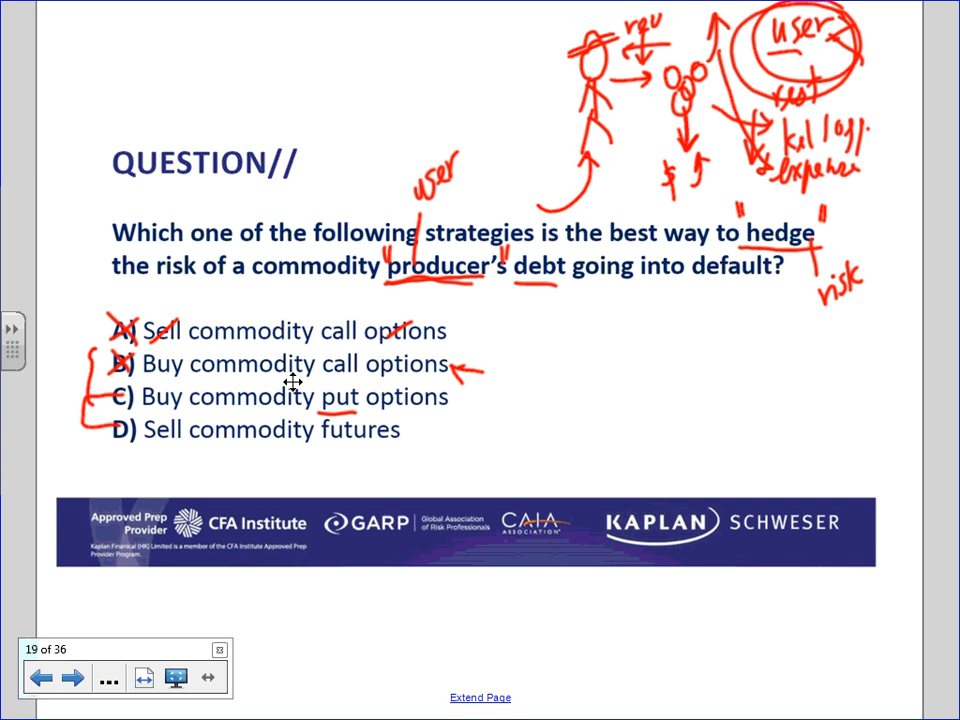 rev
user
rest
kellogg.
expense
$
QUESTION//
user
Which one of the following strategies is the best way to "hedge"
the risk of a commodity "producer's" debt going into default?
risk
A) Sell commodity call options
B) Buy commodity call options
C) Buy commodity put options
D) Sell commodity futures
Approved Prep
Provider
CFA Institute
Kaplan Financial (HK) Limited is a member of the CFA Institute Approved Prep
Provider Program.
GARP
Global Association
of Risk Professionals
CAIA
ASSOCIATION
KAPLAN SCHWESER
19 of 36
...
Extend Page